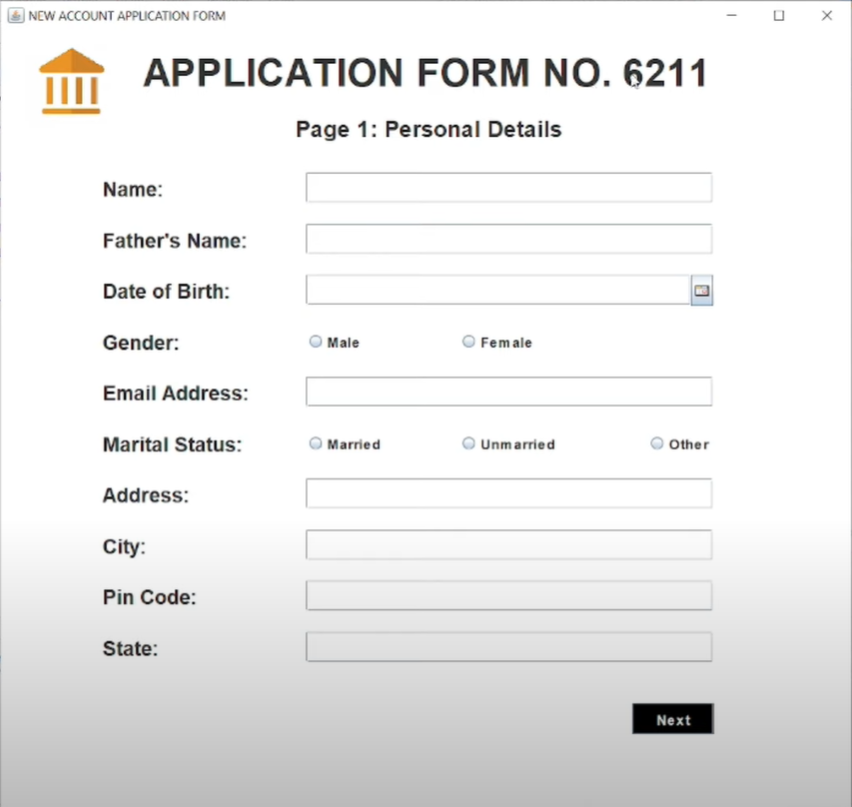 NEW ACCOUNT APPLICATION FORM
APPLICATION FORM NO. 6211
Page 1: Personal Details
Name:
Father's Name:
Date of Birth:
Gender: Male Female
Email Address:
Marital Status: Married Unmarried Other
Address:
City:
Pin Code:
State:
Next